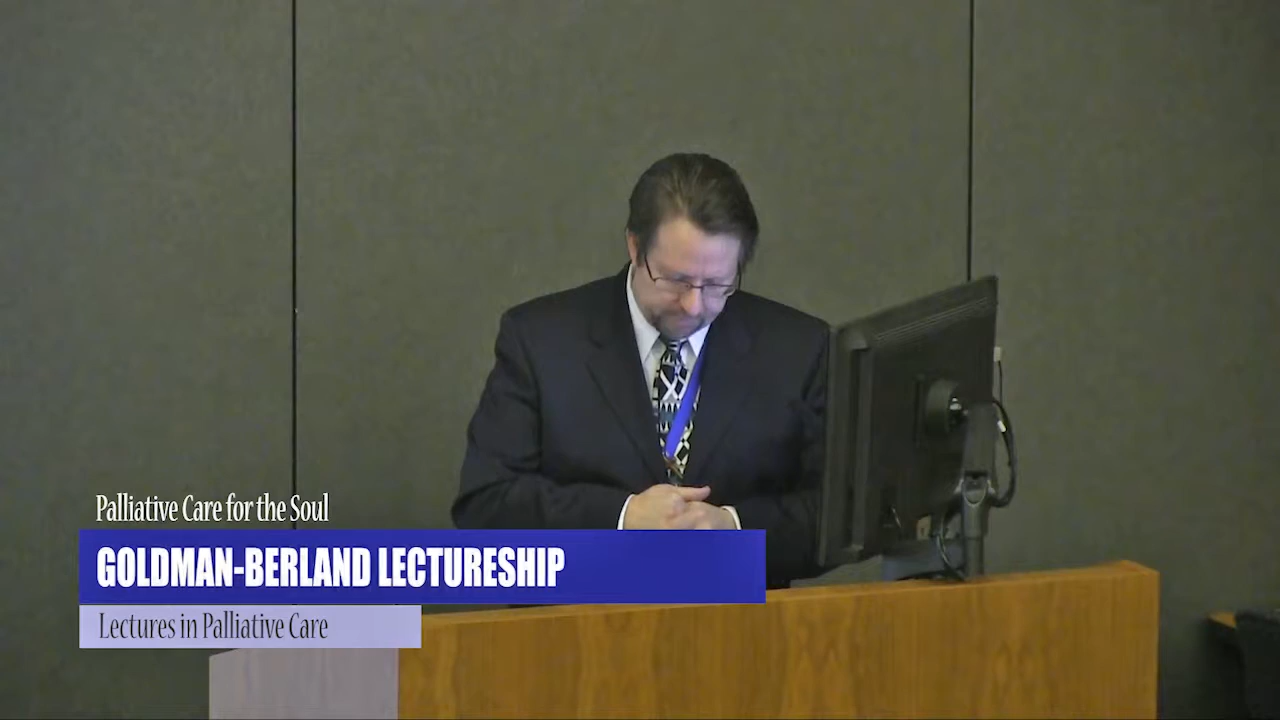 Palliative Care for the Soul
GOLDMAN-BERLAND LECTURESHIP
Lectures in Palliative Care